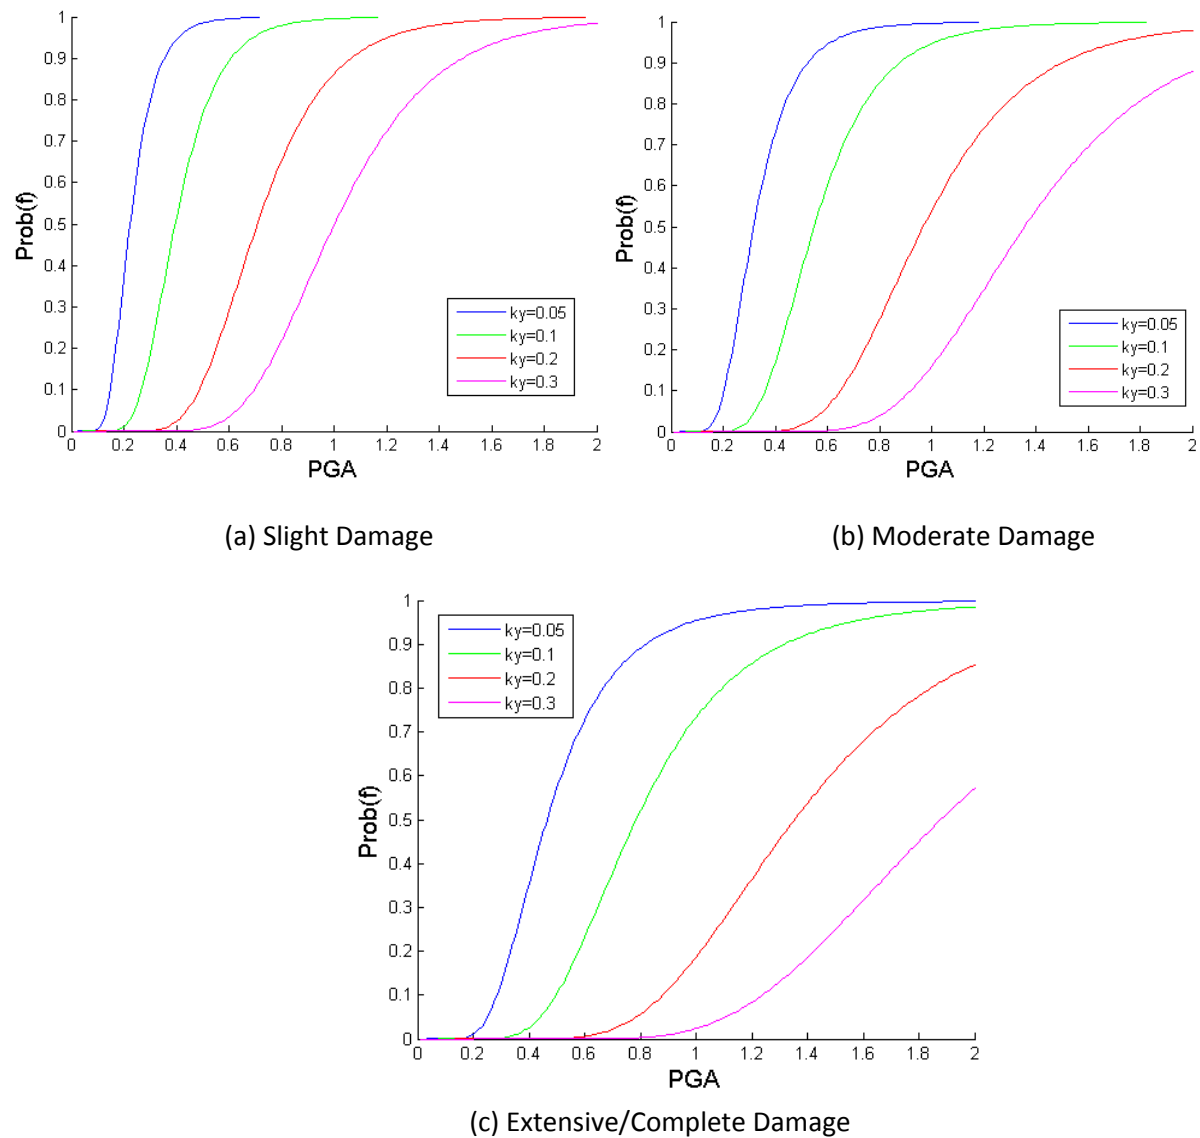 1
0.9
0.8
0.7
0.6
0.5
0.4
0.3
0.2
0.1
0
Prob(f)
ky=0.05
ky=0.1
ky=0.2
ky=0.3
0 0.2 0.4 0.6 0.8 1 1.2 1.4 1.6 1.8 2
PGA
(a) Slight Damage
1
0.9
0.8
0.7
0.6
0.5
0.4
0.3
0.2
0.1
0
Prob(f)
ky=0.05
ky=0.1
ky=0.2
ky=0.3
0 0.2 0.4 0.6 0.8 1 1.2 1.4 1.6 1.8 2
PGA
(b) Moderate Damage
1
0.9
0.8
0.7
0.6
0.5
0.4
0.3
0.2
0.1
0
Prob(f)
ky=0.05
ky=0.1
ky=0.2
ky=0.3
0 0.2 0.4 0.6 0.8 1 1.2 1.4 1.6 1.8 2
PGA
(c) Extensive/Complete Damage